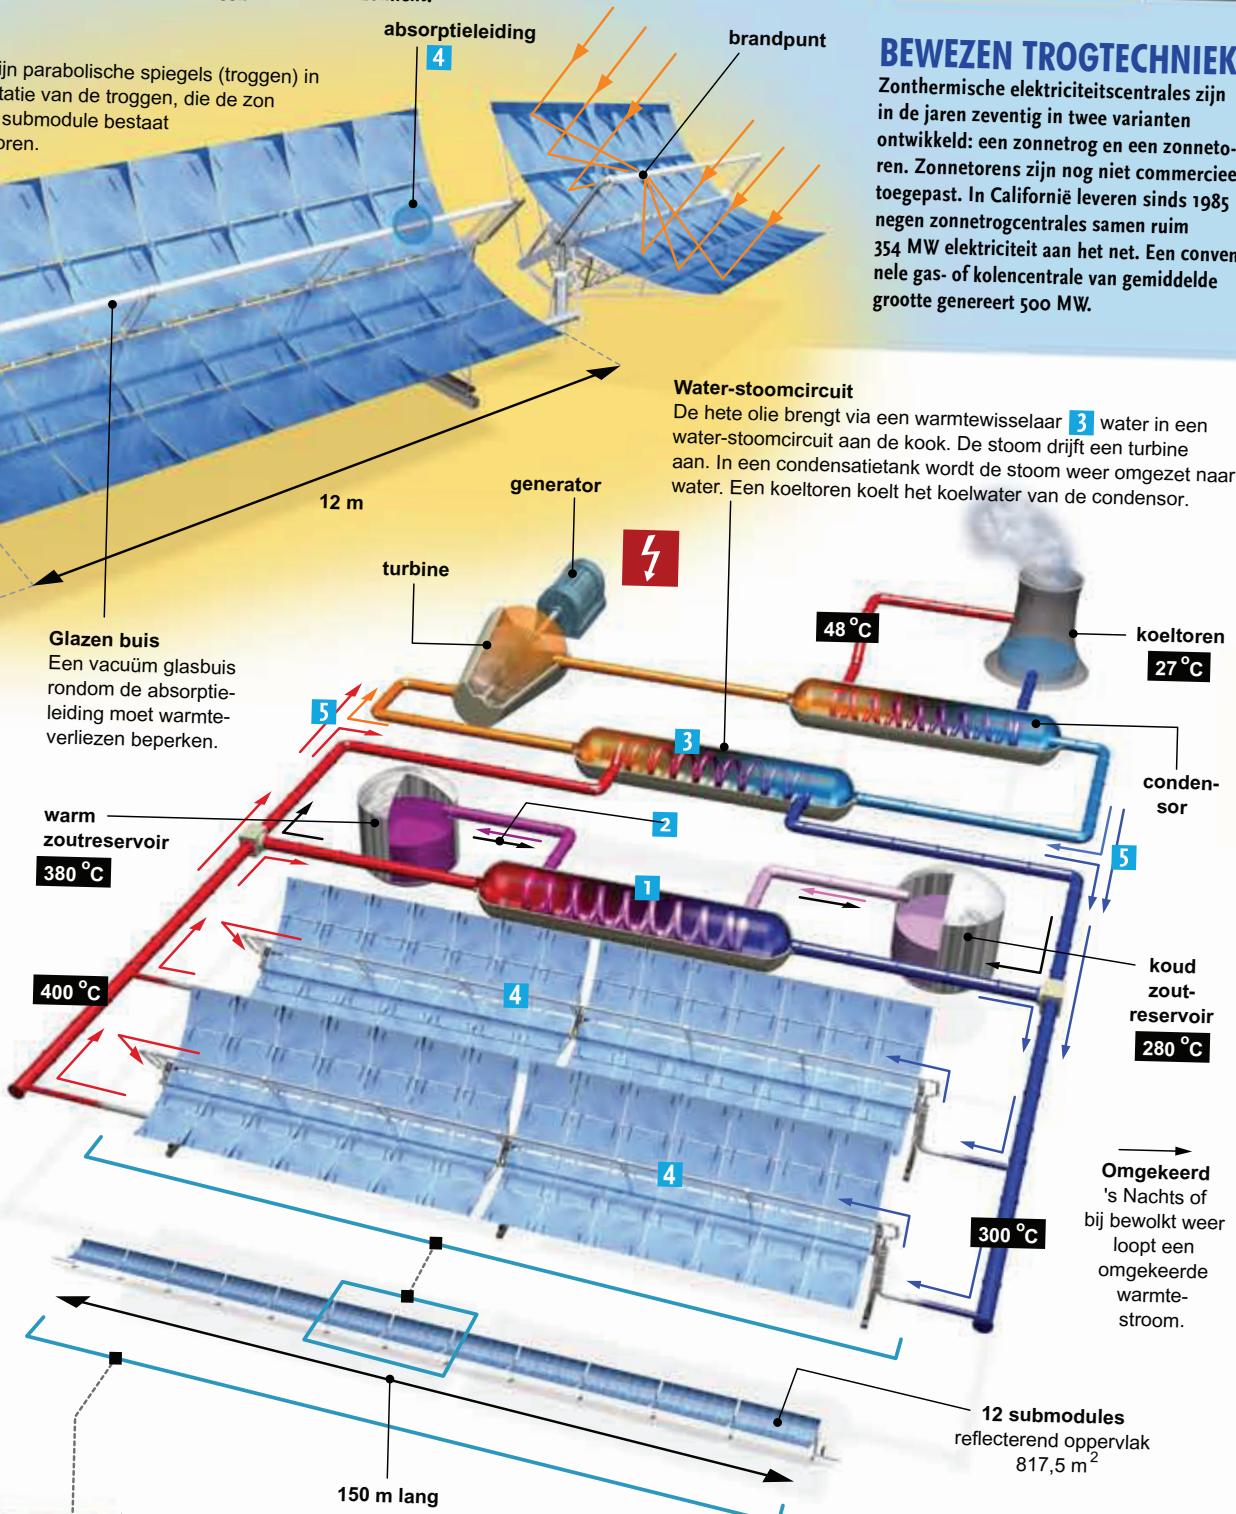 absorptieleiding
4
brandpunt
ijn parabolische spiegels (troggen) in
tatie van de troggen, die de zon
submodule bestaat
oren.
BEWEZEN TROGTECHNIEK
Zonthermische elektriciteitscentrales zijn
in de jaren zeventig in twee varianten
ontwikkeld: een zonnetrog en een zonneto-
ren. Zonnetorens zijn nog niet commerciee
toegepast. In Californië leveren sinds 1985
negen zonnetrogcentrales samen ruim
354 MW elektriciteit aan het net. Een conven
nele gas- of kolencentrale van gemiddelde
grootte genereert 500 MW.
12 m
Water-stoomcircuit
De hete olie brengt via een warmtewisselaar 3 water in een
water-stoomcircuit aan de kook. De stoom drijft een turbine
aan. In een condensatietank wordt de stoom weer omgezet naar
water. Een koeltoren koelt het koelwater van de condensor.
generator
turbine
Glazen buis
Een vacuüm glasbuis
rondom de absorptie-
leiding moet warmte-
verliezen beperken.
48 °C
koeltoren
27 °C
5
3
conden-
sor
warm
zoutreservoir
380 °C
2
5
1
koud
zout-
reservoir
280 °C
400 °C
4
4
300 °C
Omgekeerd
's Nachts of
bij bewolkt weer
loopt een
omgekeerde
warmte-
stroom.
12 submodules
reflecterend oppervlak
817,5 m²
150 m lang